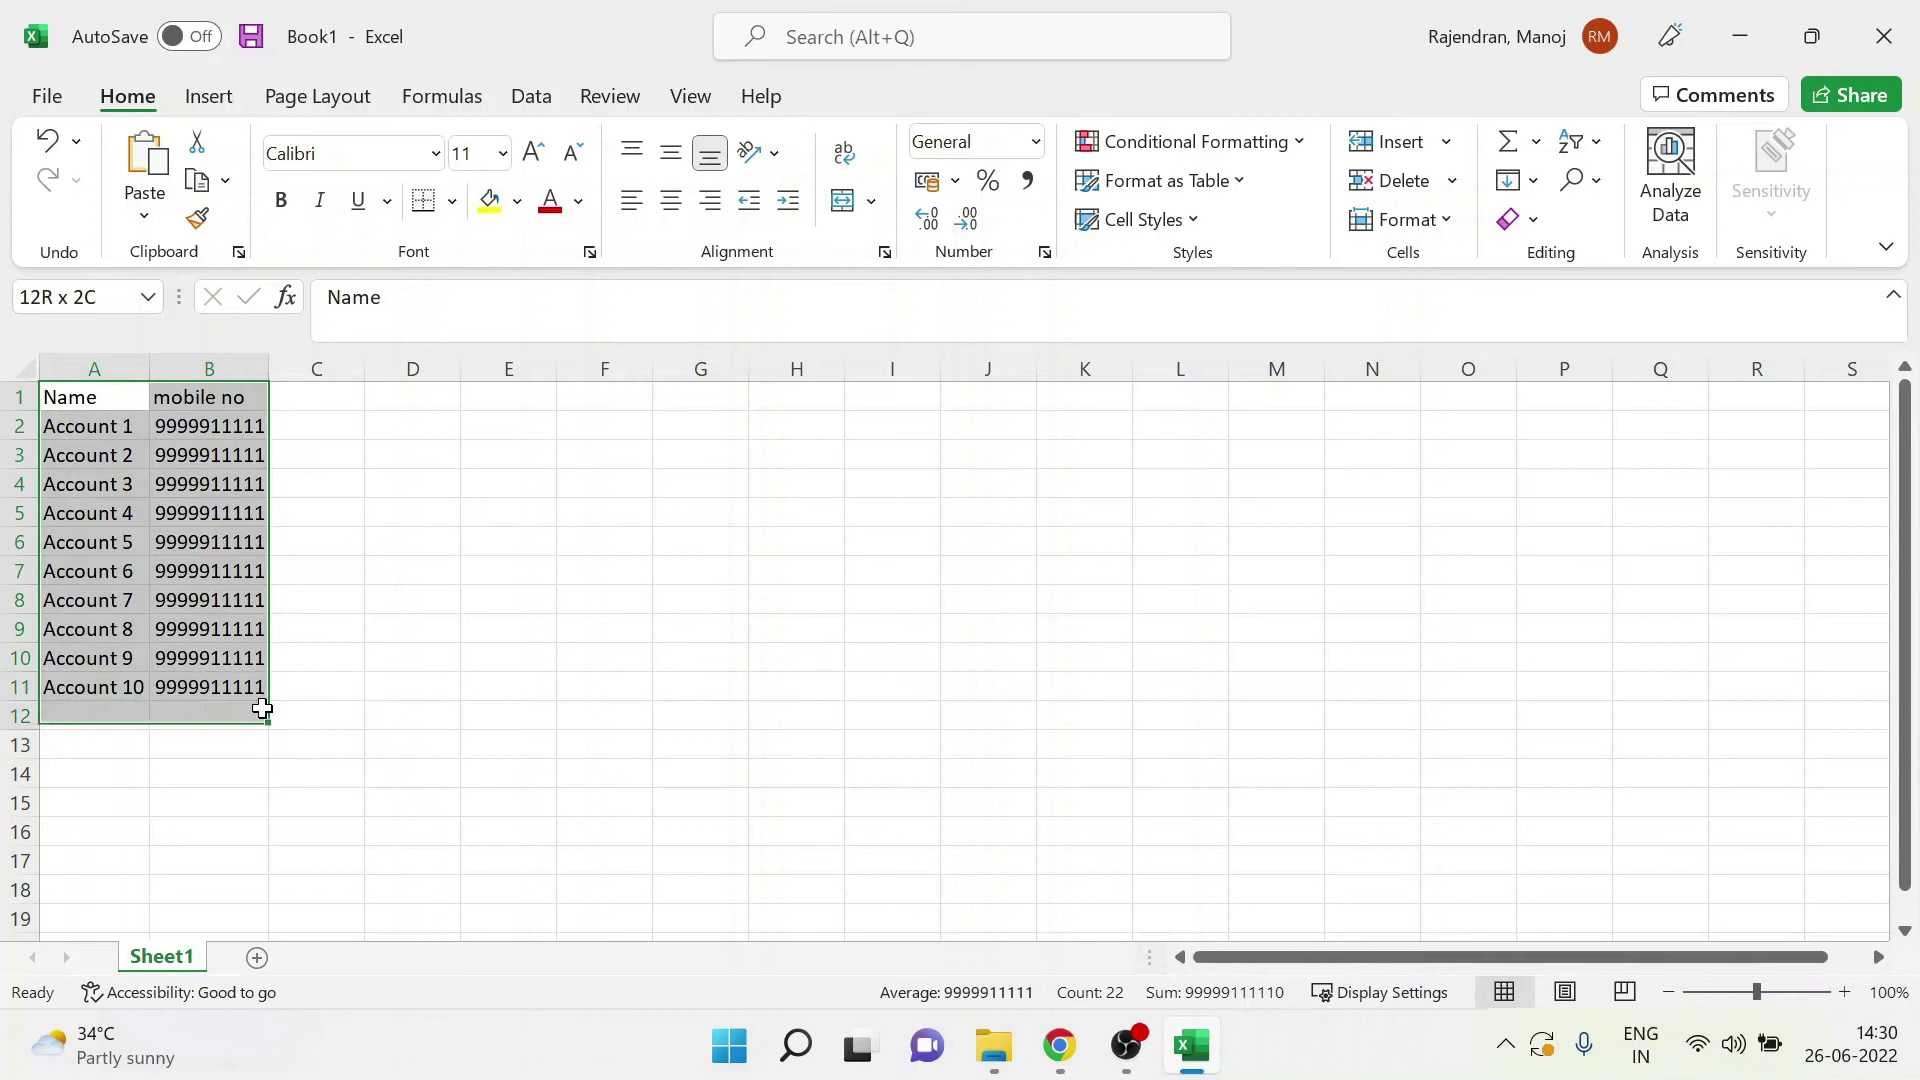 AutoSave Off Book1 - Excel Search (Alt+Q) Rajendran, Manoj RM
File Home Insert Page Layout Formulas Data Review View Help Comments Share
Calibri 11 General Conditional Formatting Insert
Paste Format as Table Delete Analyze Data Sensitivity
B I U Cell Styles Format
Undo Clipboard Font Alignment Number Styles Cells Editing Analysis Sensitivity
12R x 2C fx Name
A B C D E F G H I J K L M N O P Q R S
1 Name mobile no
2 Account 1 9999911111
3 Account 2 9999911111
4 Account 3 9999911111
5 Account 4 9999911111
6 Account 5 9999911111
7 Account 6 9999911111
8 Account 7 9999911111
9 Account 8 9999911111
10 Account 9 9999911111
11 Account 10 9999911111
12
13
14
15
16
17
18
19
Sheet1
Ready Accessibility: Good to go Average: 9999911111 Count: 22 Sum: 99999111110 Display Settings 100%
34°C ENG 14:30
Partly sunny IN 26-06-2022